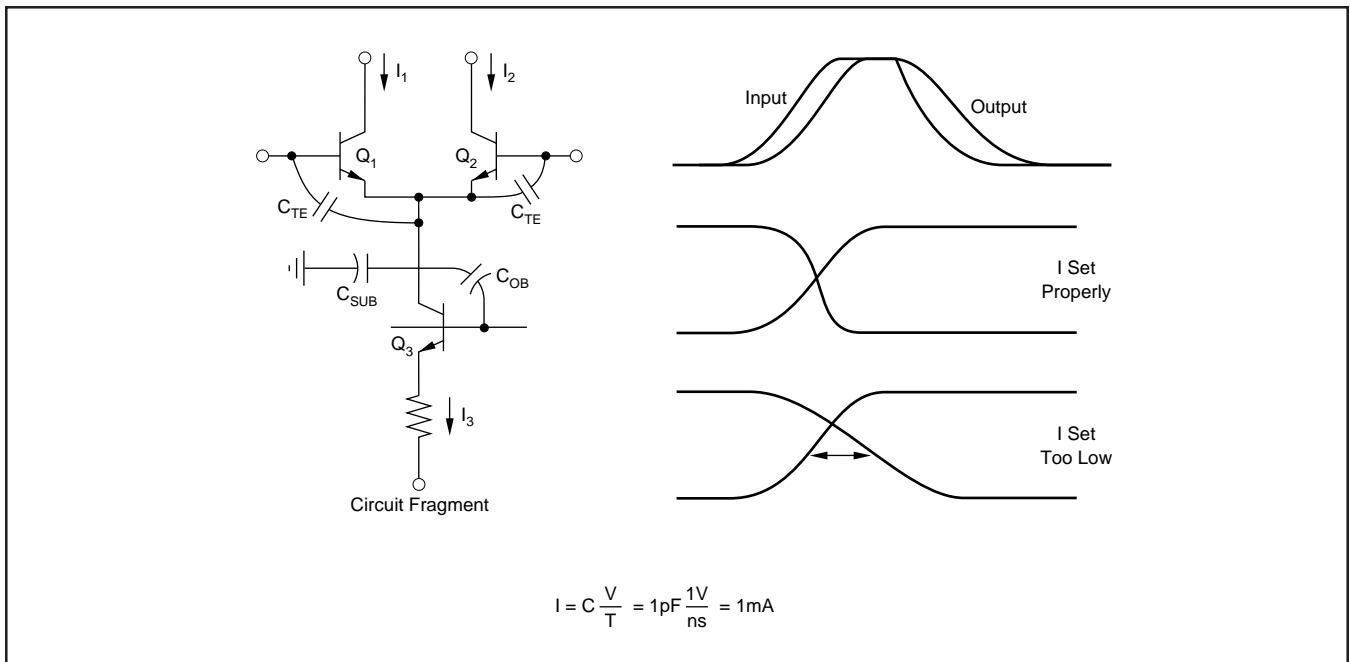 I1
I2
Q1
Q2
CTE
CTE
CSUB
COB
Q3
I3
Circuit Fragment
Input
Output
I Set
Properly
I Set
Too Low
I = C V/T = 1pF 1V/ns = 1mA